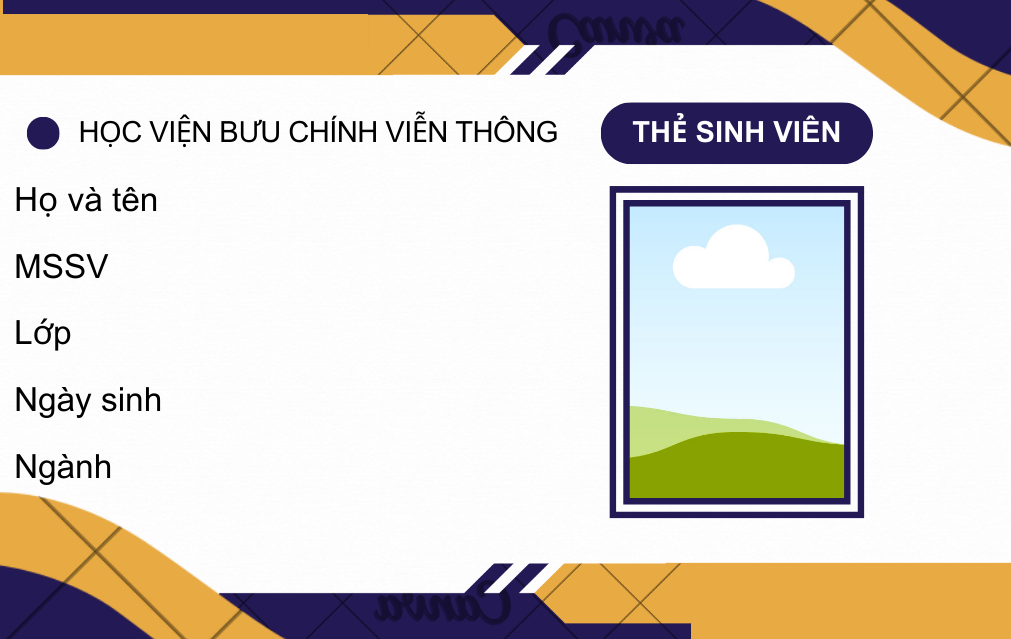 Canva
HỌC VIỆN BƯU CHÍNH VIỄN THÔNG
THẺ SINH VIÊN
Họ và tên
MSSV
Lớp
Ngày sinh
Ngành
Canva